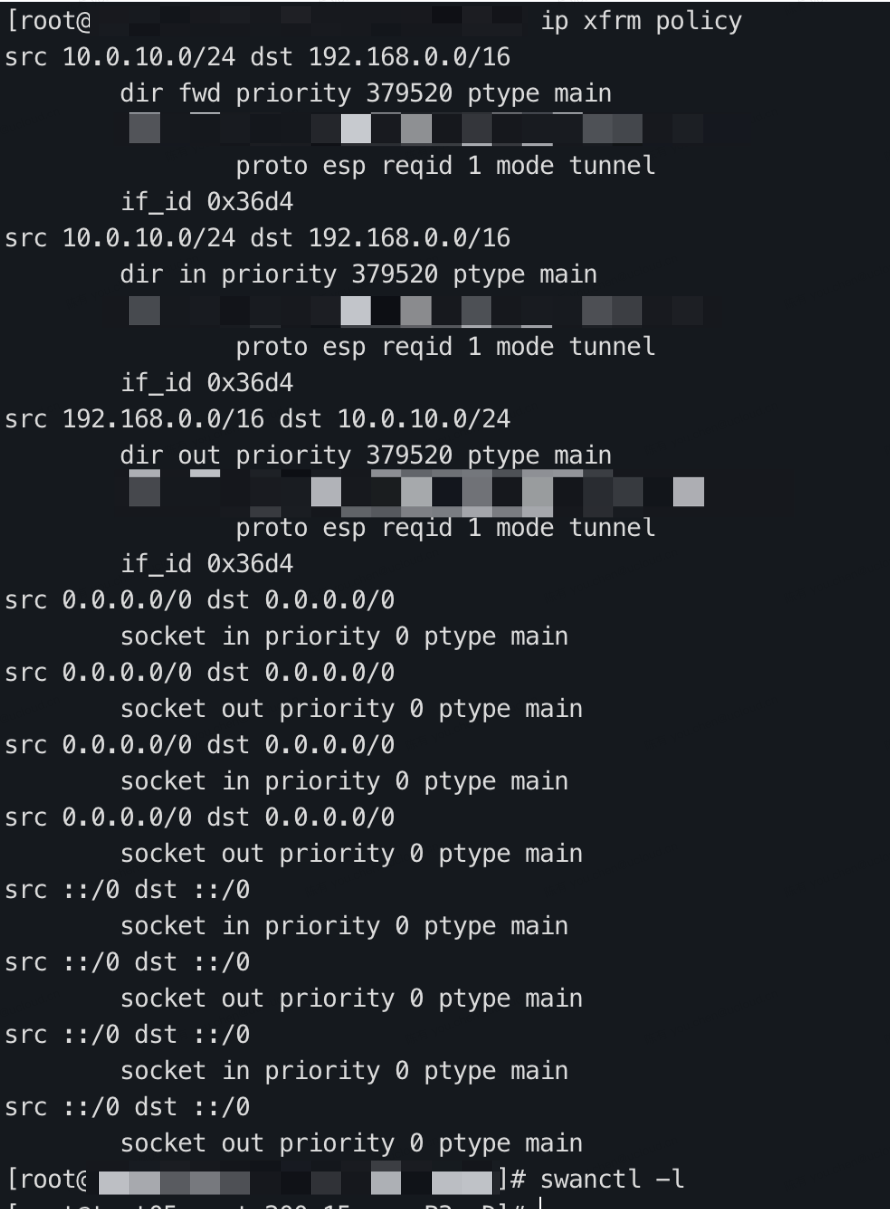 [root@ ip xfrm policy
src 10.0.10.0/24 dst 192.168.0.0/16
dir fwd priority 379520 ptype main
proto esp reqid 1 mode tunnel
if_id 0x36d4
src 10.0.10.0/24 dst 192.168.0.0/16
dir in priority 379520 ptype main
proto esp reqid 1 mode tunnel
if_id 0x36d4
src 192.168.0.0/16 dst 10.0.10.0/24
dir out priority 379520 ptype main
proto esp reqid 1 mode tunnel
if_id 0x36d4
src 0.0.0.0/0 dst 0.0.0.0/0
socket in priority 0 ptype main
src 0.0.0.0/0 dst 0.0.0.0/0
socket out priority 0 ptype main
src 0.0.0.0/0 dst 0.0.0.0/0
socket in priority 0 ptype main
src 0.0.0.0/0 dst 0.0.0.0/0
socket out priority 0 ptype main
src ::/0 dst ::/0
socket in priority 0 ptype main
src ::/0 dst ::/0
socket out priority 0 ptype main
src ::/0 dst ::/0
socket in priority 0 ptype main
src ::/0 dst ::/0
socket out priority 0 ptype main
[root@ ]# swanctl -l